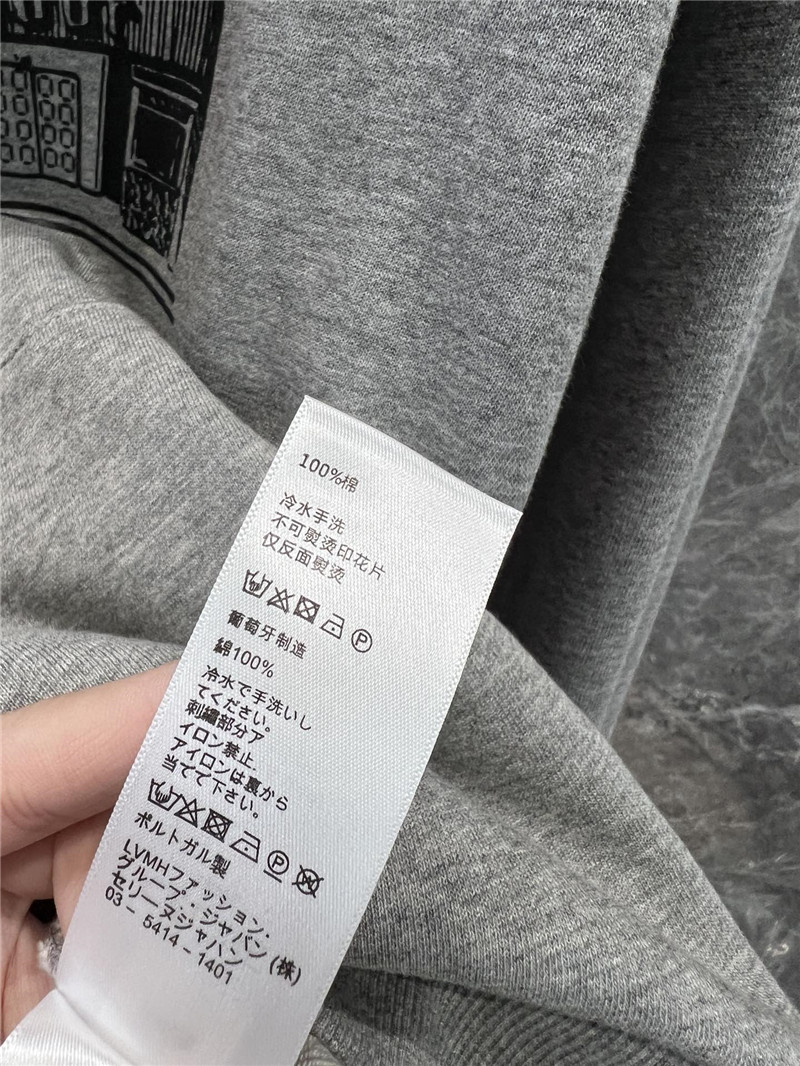 100%棉
冷水手洗
不可熨烫印花片
仅反面熨烫
P
葡萄牙制造
綿100%
冷水で手洗いし
てください。
刺繡部分ア
イロン禁止.
アイロンは裏から
当てて下さい。
P
ポルトガル製
LVMHファッション.
グループ.ジャバン(株)
セリーヌジャハン
03 - 5414 - 1401